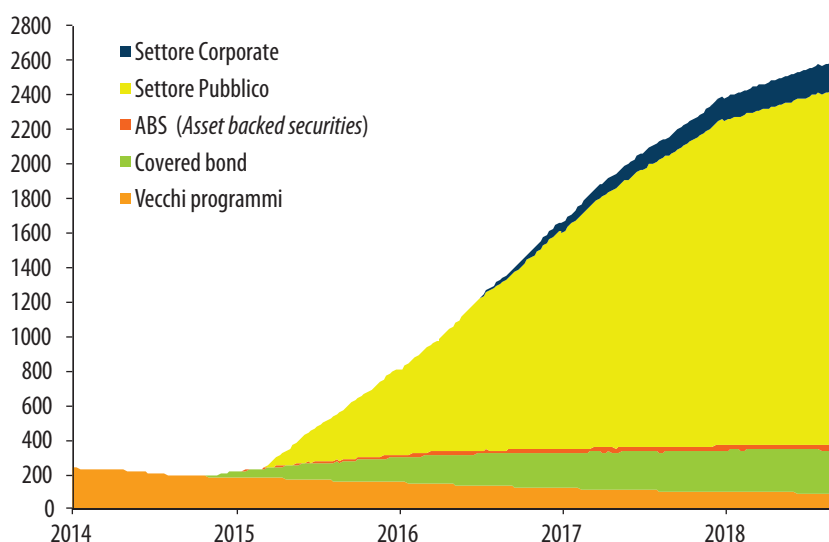 2800
2600
2400
2200
2000
1800
1600
1400
1200
1000
800
600
400
200
0
Settore Corporate
Settore Pubblico
ABS (Asset backed securities)
Covered bond
Vecchi programmi
2014 2015 2016 2017 2018